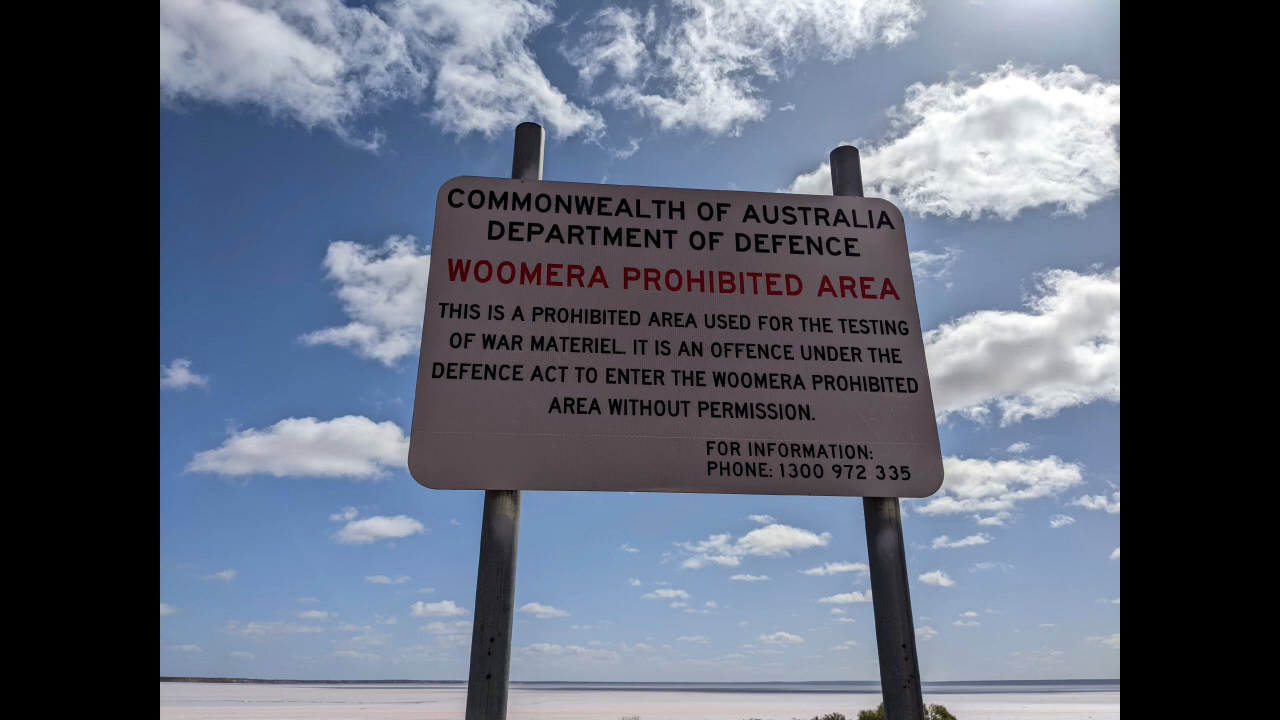 COMMONWEALTH OF AUSTRALIA
DEPARTMENT OF DEFENCE
WOOMERA PROHIBITED AREA
THIS IS A PROHIBITED AREA USED FOR THE TESTING
OF WAR MATERIEL. IT IS AN OFFENCE UNDER THE
DEFENCE ACT TO ENTER THE WOOMERA PROHIBITED
AREA WITHOUT PERMISSION.
FOR INFORMATION:
PHONE: 1300 972 335